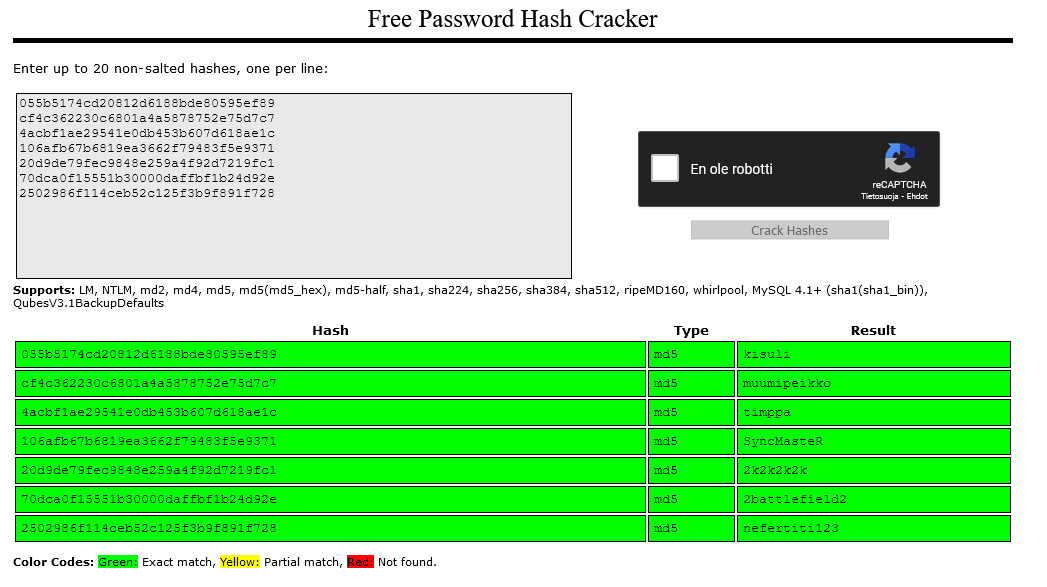 Free Password Hash Cracker
Enter up to 20 non-salted hashes, one per line:
055b5174cd20812d6188bde80595ef89
cf4c362230c6801a4a5878752e75d7c7
4acbf1ae29541e0db453b607d618ae1c
106afb67b6819ea3662f79483f5e9371
20d9de79fec9848e259a4f92d7219fc1
70dca0f15551b30000daffbf1b24d92e
2502986f114ceb52c125f3b9f891f728
En ole robotti
reCAPTCHA
Tietosuoja - Ehdot
Crack Hashes
Supports: LM, NTLM, md2, md4, md5, md5(md5_hex), md5-half, sha1, sha224, sha256, sha384, sha512, ripeMD160, whirlpool, MySQL 4.1+ (sha1(sha1_bin)),
QubesV3.1BackupDefaults
Hash Type Result
055b5174cd20812d6188bde80595ef89 md5 kisuli
cf4c362230c6801a4a5878752e75d7c7 md5 muumipeikko
4acbf1ae29541e0db453b607d618ae1c md5 timppa
106afb67b6819ea3662f79483f5e9371 md5 SyncMasteR
20d9de79fec9848e259a4f92d7219fc1 md5 2k2k2k2k
70dca0f15551b30000daffbf1b24d92e md5 2battlefield2
2502986f114ceb52c125f3b9f891f728 md5 nefertiti123
Color Codes: Green: Exact match, Yellow: Partial match, Red: Not found.